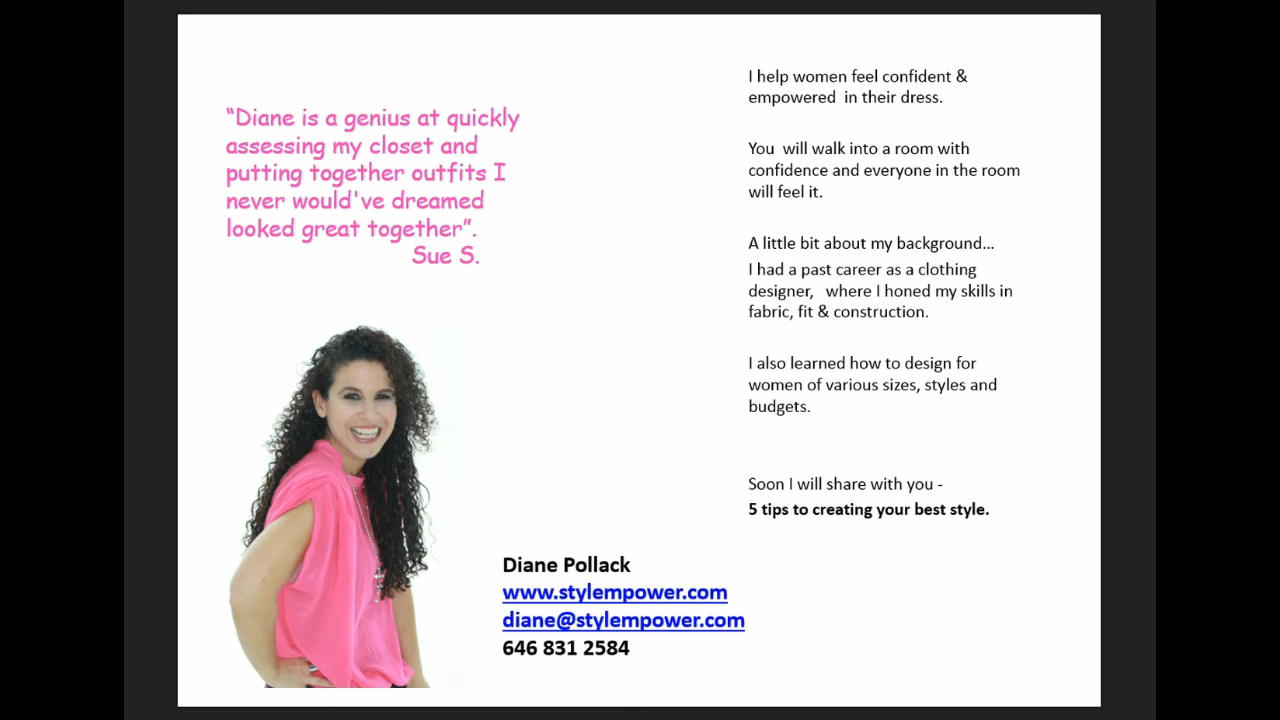 “Diane is a genius at quickly
assessing my closet and
putting together outfits I
never would've dreamed
looked great together”.
Sue S.
I help women feel confident &
empowered in their dress.
You will walk into a room with
confidence and everyone in the room
will feel it.
A little bit about my background...
I had a past career as a clothing
designer, where I honed my skills in
fabric, fit & construction.
I also learned how to design for
women of various sizes, styles and
budgets.
Soon I will share with you -
5 tips to creating your best style.
Diane Pollack
www.stylempower.com
diane@stylempower.com
646 831 2584